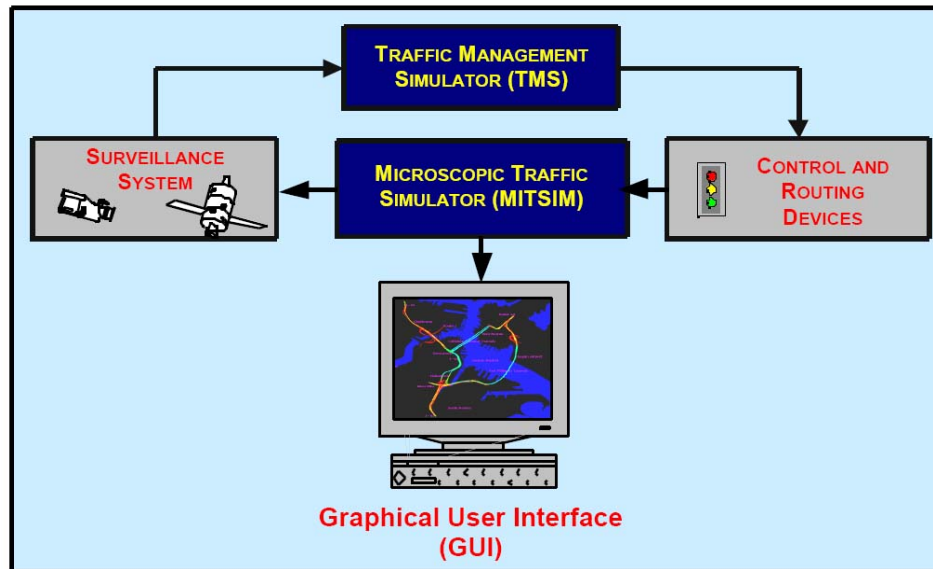 TRAFFIC MANAGEMENT
SIMULATOR (TMS)
SURVEILLANCE
SYSTEM
MICROSCOPIC TRAFFIC
SIMULATOR (MITSIM)
CONTROL AND
ROUTING
DEVICES
Graphical User Interface
(GUI)